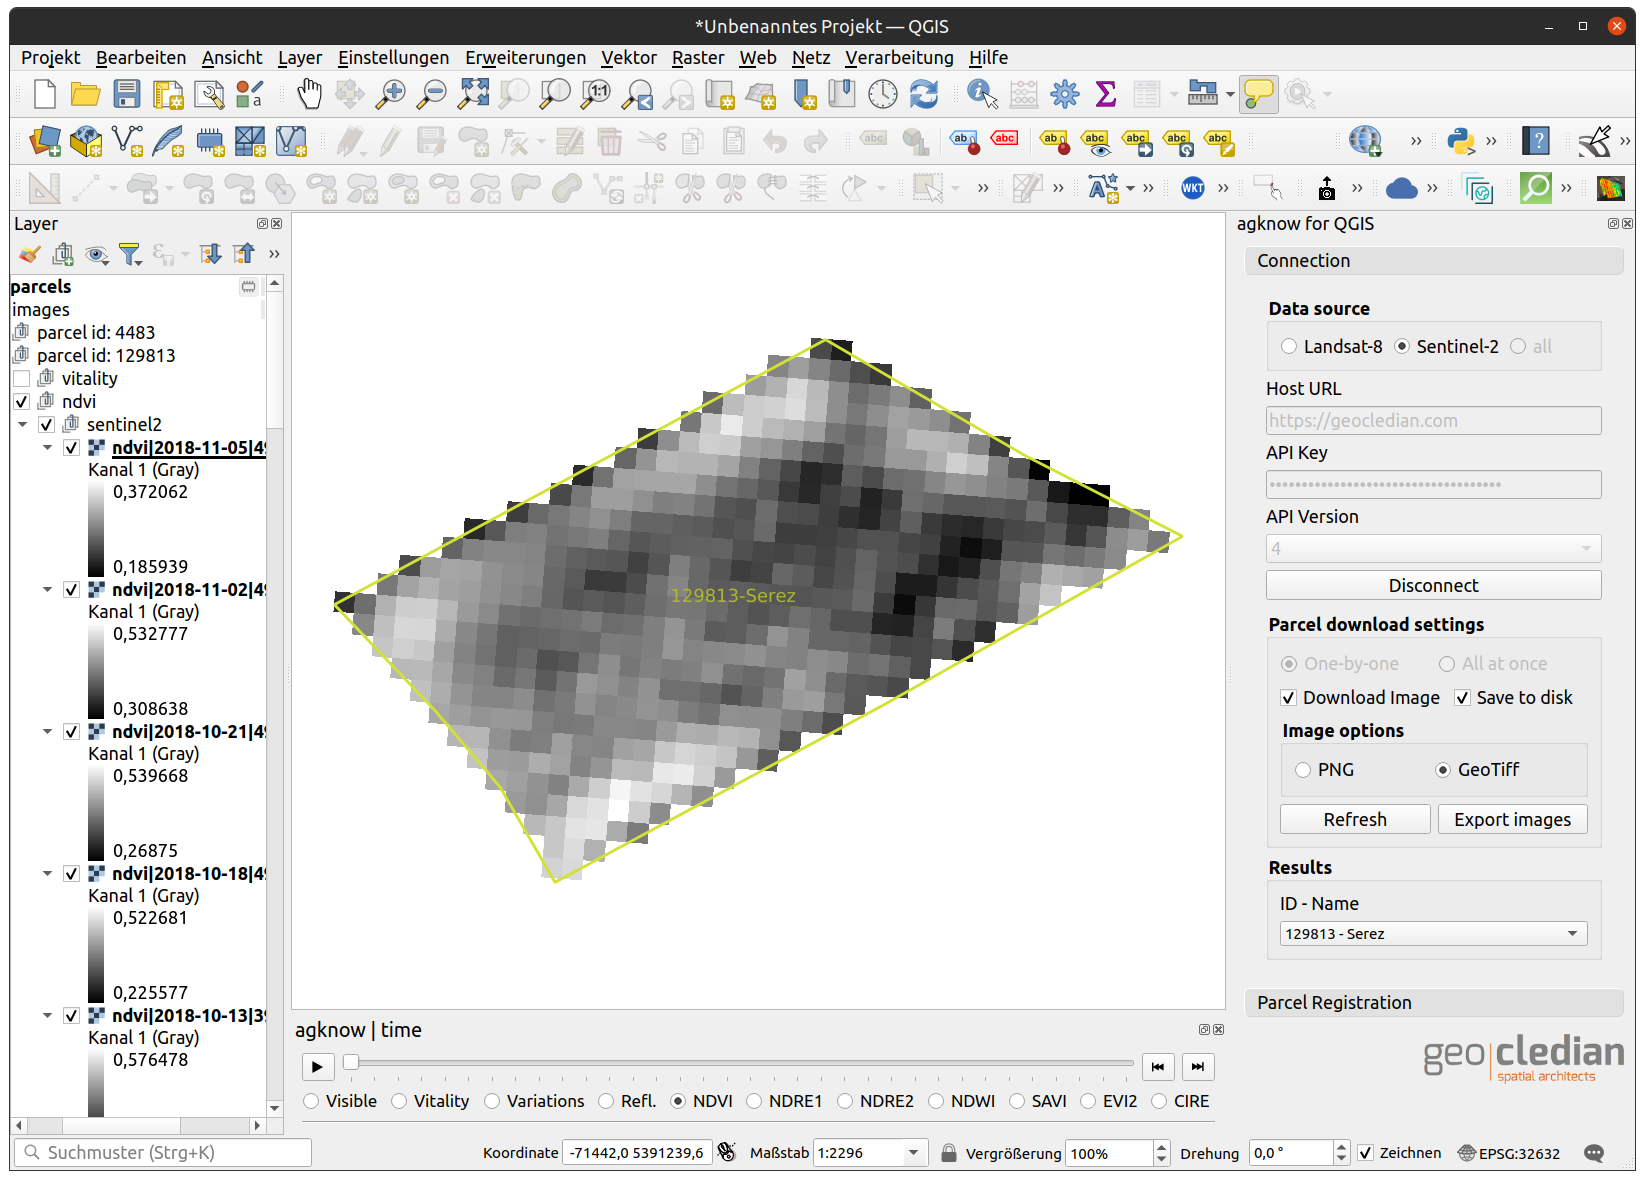 *Unbenanntes Projekt — QGIS
Projekt Bearbeiten Ansicht Layer Einstellungen Erweiterungen Vektor Raster Web Netz Verarbeitung Hilfe
Layer
parcels
images
parcel id: 4483
parcel id: 129813
vitality
ndvi
sentinel2
ndvi|2018-11-05|49
Kanal 1 (Gray)
0,372062
0,185939
ndvi|2018-11-02|49
Kanal 1 (Gray)
0,532777
0,308638
ndvi|2018-10-21|49
Kanal 1 (Gray)
0,539668
0,26875
ndvi|2018-10-18|49
Kanal 1 (Gray)
0,522681
0,225577
ndvi|2018-10-13|39
Kanal 1 (Gray)
0,576478
129813-Serez
agknow | time
Visible Vitality Variations Refl. NDVI NDRE1 NDRE2 NDWI SAVI EVI2 CIRE
agknow for QGIS
Connection
Data source
Landsat-8 Sentinel-2 all
Host URL
https://geocledian.com
API Key
API Version
4
Disconnect
Parcel download settings
One-by-one All at once
Download Image Save to disk
Image options
PNG GeoTiff
Refresh Export images
Results
ID - Name
129813 - Serez
Parcel Registration
geo|cledian
spatial architects
Suchmuster (Strg+K) Koordinate -71442,0 5391239,6 Maßstab 1:2296 Vergrößerung 100% Drehung 0,0 ° Zeichnen EPSG:32632